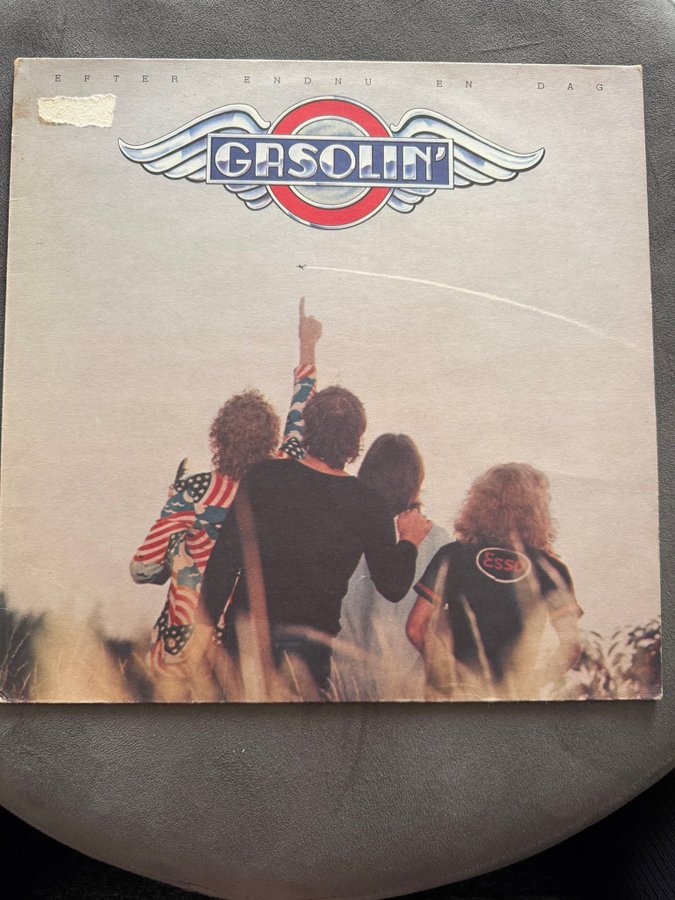 EFTER ENDNU EN DAG
GASOLIN'
Esso